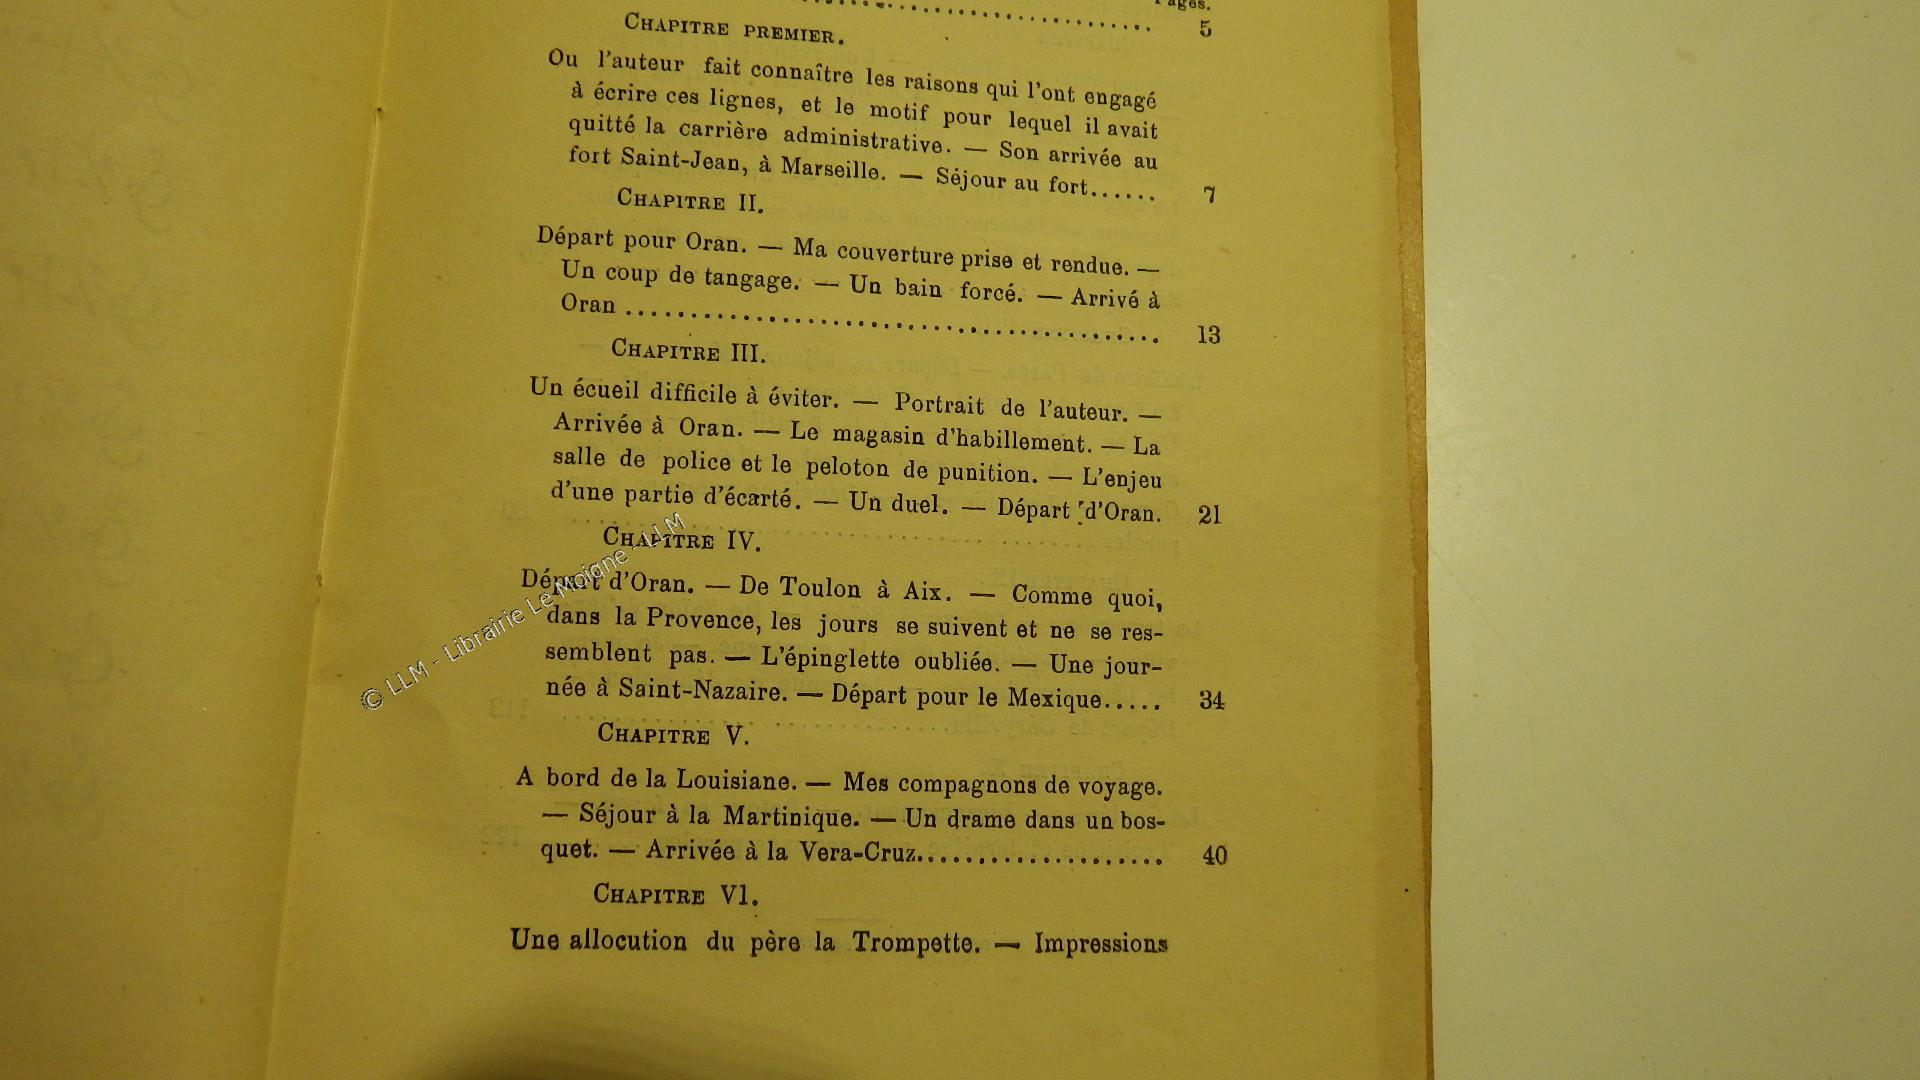 Pages.
.............................. 5
CHAPITRE PREMIER.
Ou l'auteur fait connaître les raisons qui l'ont engagé
à écrire ces lignes, et le motif pour lequel il avait
quitté la carrière administrative. — Son arrivée au
fort Saint-Jean, à Marseille. — Séjour au fort...... 7
CHAPITRE II.
Départ pour Oran. — Ma couverture prise et rendue. —
Un coup de tangage. — Un bain forcé. — Arrivé à
Oran ........................................ 13
CHAPITRE III.
Un écueil difficile à éviter. — Portrait de l'auteur. —
Arrivée à Oran. — Le magasin d'habillement. — La
salle de police et le peloton de punition. — L'enjeu
d'une partie d'écarté. — Un duel. — Départ d'Oran. 21
CHAPITRE IV.
Départ d'Oran. — De Toulon à Aix. — Comme quoi,
dans la Provence, les jours se suivent et ne se res-
semblent pas. — L'épinglette oubliée. — Une jour-
née à Saint-Nazaire. — Départ pour le Mexique..... 34
CHAPITRE V.
A bord de la Louisiane. — Mes compagnons de voyage.
— Séjour à la Martinique. — Un drame dans un bos-
quet. — Arrivée à la Vera-Cruz.................... 40
CHAPITRE VI.
Une allocution du père la Trompette. — Impressions
© LLM - Librairie Le Moigne - LLM